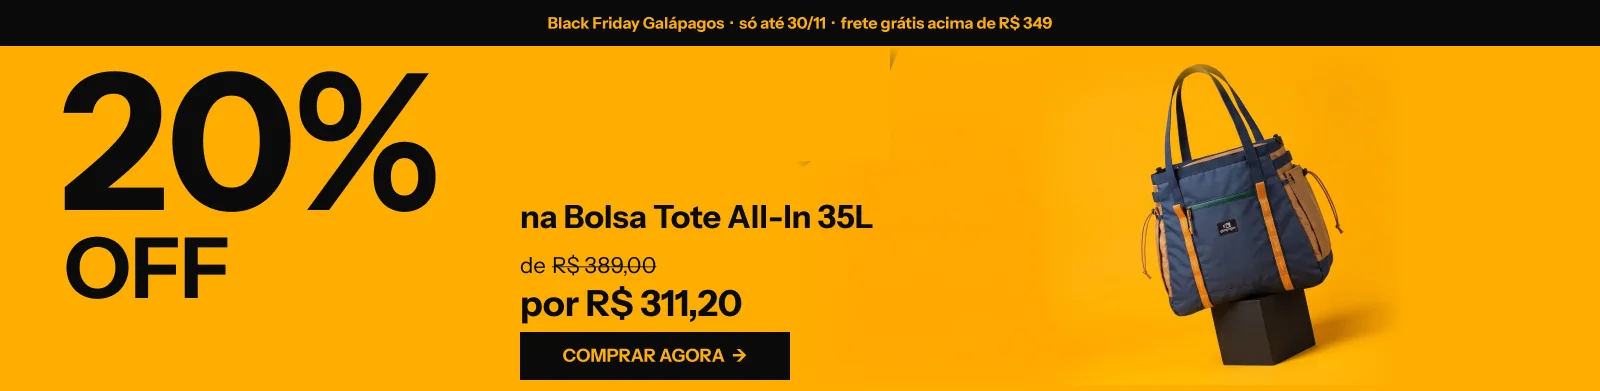 Black Friday Galápagos · só até 30/11 · frete grátis acima de R$ 349
20%
OFF
na Bolsa Tote All-In 35L
de R$ 389,00
por R$ 311,20
COMPRAR AGORA →